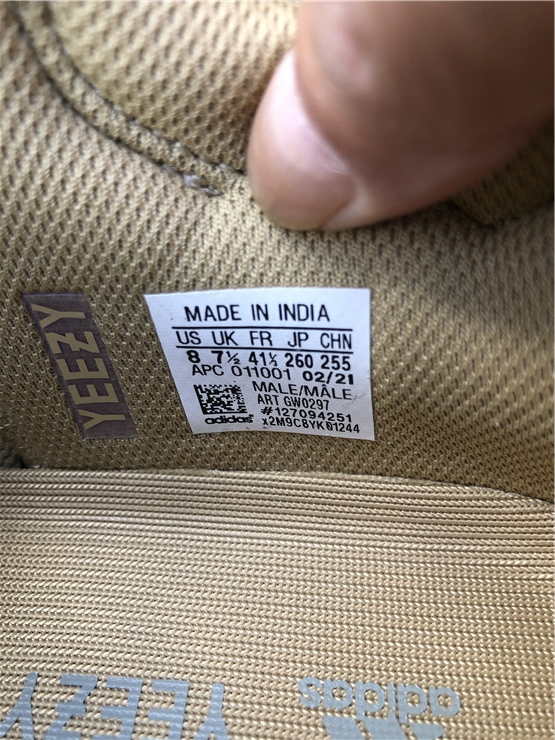 MADE IN INDIA
US UK FR JP CHN
8 7½ 41⅓ 260 255
APC 011001 02/21
MALE/MALE
ART GW0297
#127094251
adidas x2M9C8YK01244
YEEZY
YEEZY adidas